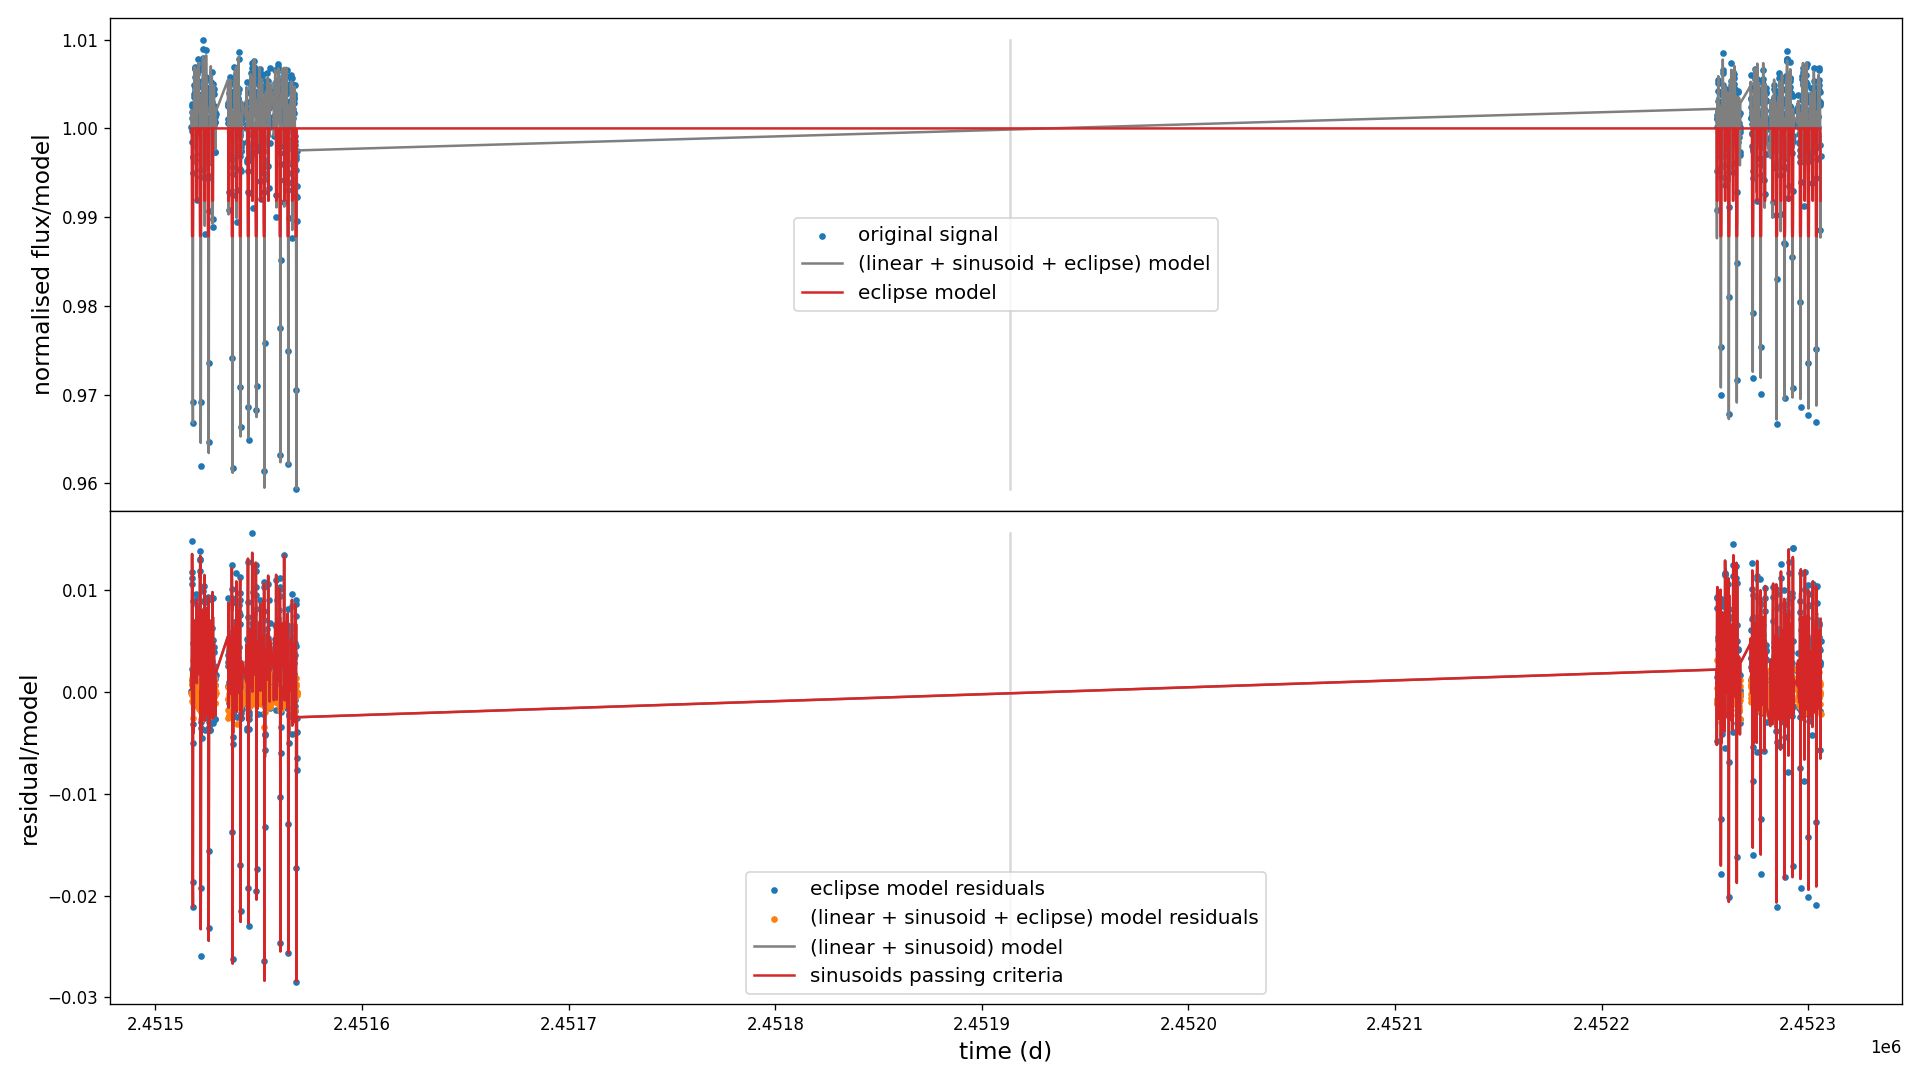 1.01
1.00
0.99
0.98
0.97
0.96
normalised flux/model
original signal
(linear + sinusoid + eclipse) model
eclipse model
0.01
0.00
−0.01
−0.02
−0.03
residual/model
eclipse model residuals
(linear + sinusoid + eclipse) model residuals
(linear + sinusoid) model
sinusoids passing criteria
2.4515 2.4516 2.4517 2.4518 2.4519 2.4520 2.4521 2.4522 2.4523
1e6
time (d)